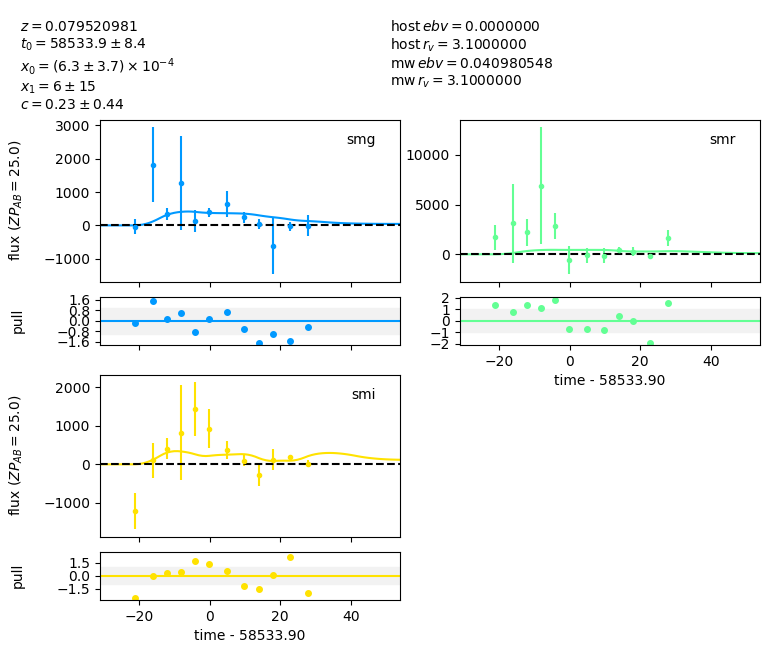 z = 0.079520981
t₀ = 58533.9 ± 8.4
x₀ = (6.3 ± 3.7) × 10⁻⁴
x₁ = 6 ± 15
c = 0.23 ± 0.44
host ebv = 0.0000000
host r_v = 3.1000000
mw ebv = 0.040980548
mw r_v = 3.1000000
flux (ZP_AB = 25.0)
3000
2000
1000
0
−1000
smg
10000
5000
0
smr
pull
1.6
0.8
0.0
−0.8
−1.6
2
1
0
−1
−2
−20 0 20 40
time - 58533.90
flux (ZP_AB = 25.0)
2000
1000
0
−1000
smi
pull
1.5
0.0
−1.5
−20 0 20 40
time - 58533.90